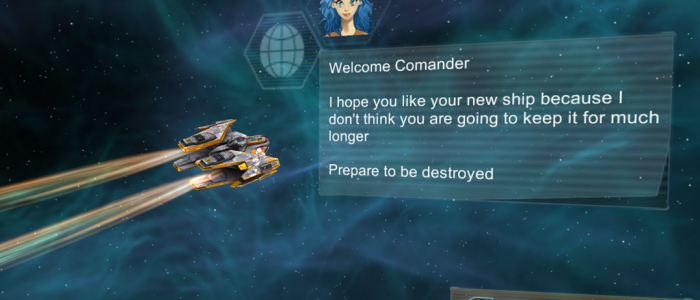 Welcome Comander
I hope you like your new ship because I
don't think you are going to keep it for much
longer
Prepare to be destroyed